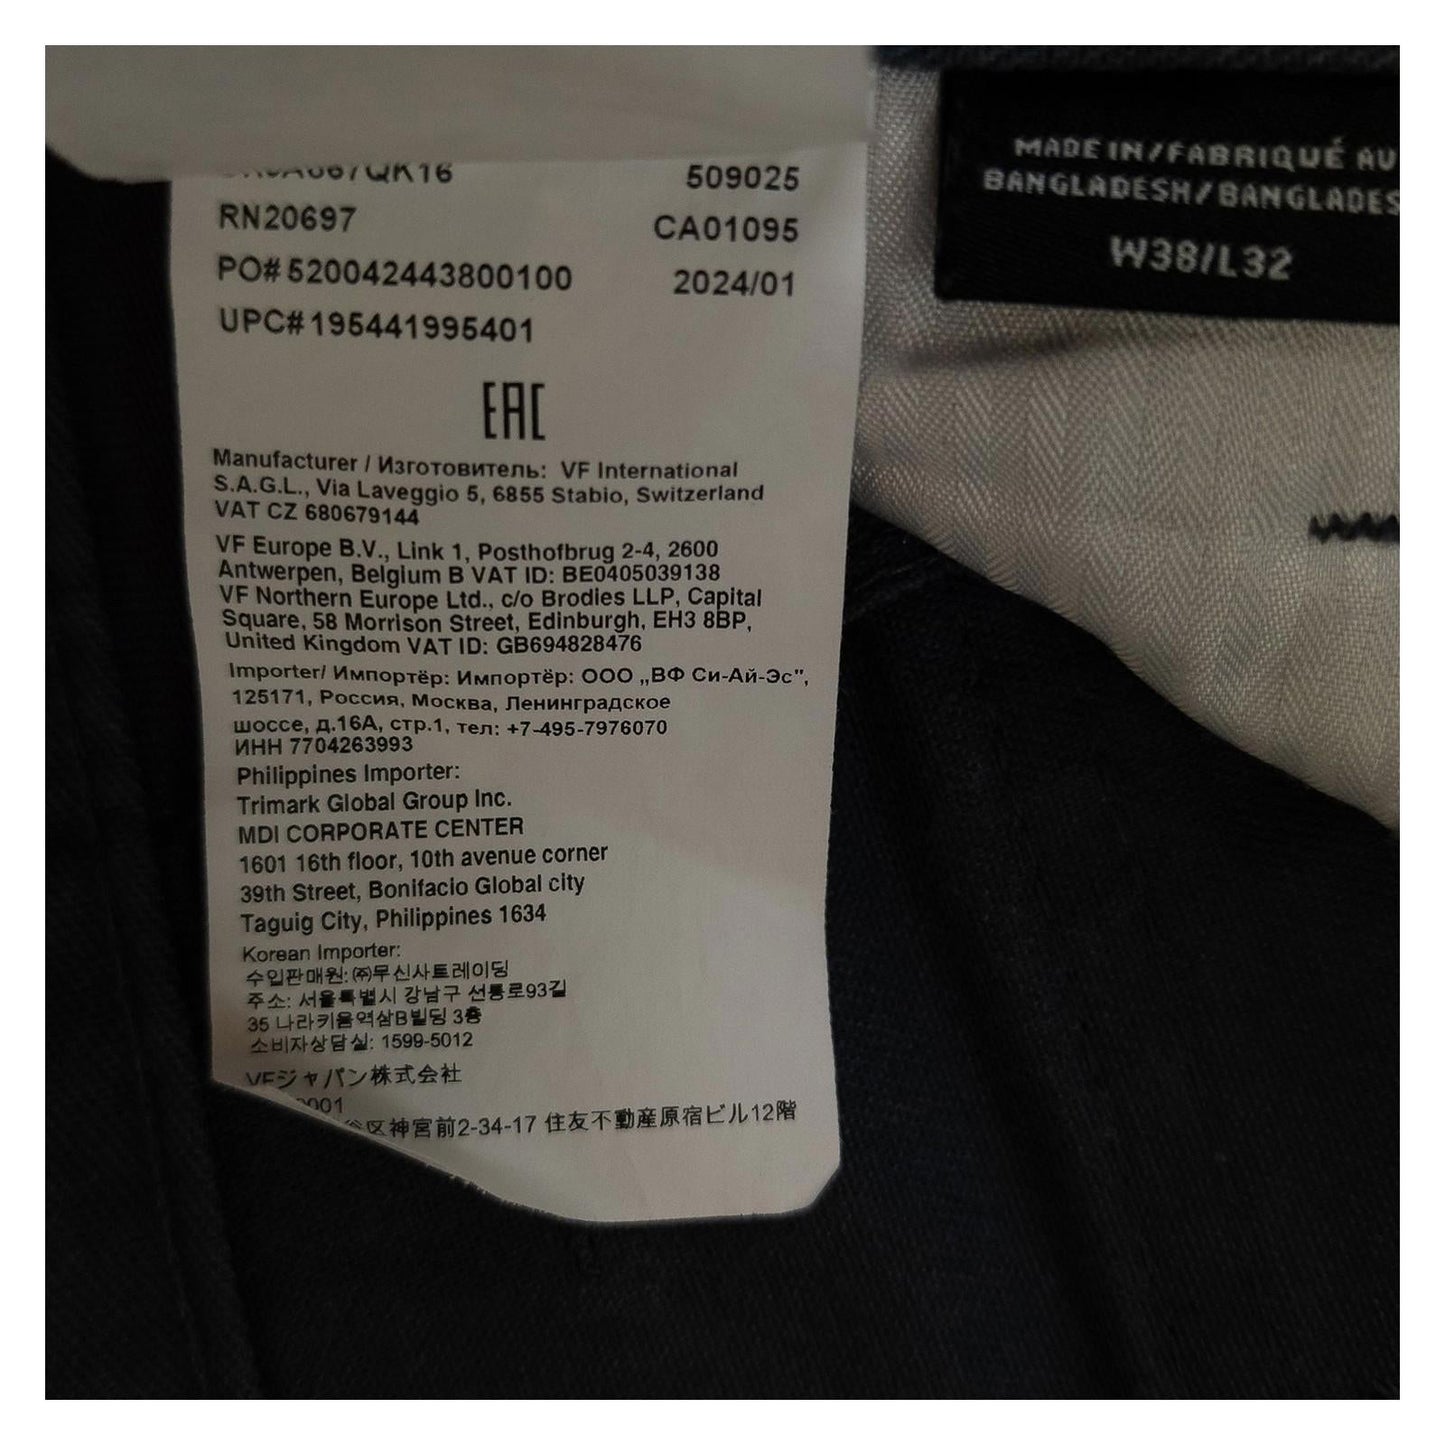 509025
RN20697 CA01095
PO#520042443800100 2024/01
UPC#195441995401
EAC
Manufacturer / Изготовитель: VF International
S.A.G.L., Via Laveggio 5, 6855 Stabio, Switzerland
VAT CZ 680679144
VF Europe B.V., Link 1, Posthofbrug 2-4, 2600
Antwerpen, Belgium B VAT ID: BE0405039138
VF Northern Europe Ltd., c/o Brodies LLP, Capital
Square, 58 Morrison Street, Edinburgh, EH3 8BP,
United Kingdom VAT ID: GB694828476
Importer/ Импортёр: Импортёр: ООО „ВФ Си-Ай-Эс",
125171, Россия, Москва, Ленинградское
шоссе, д.16А, стр.1, тел: +7-495-7976070
ИНН 7704263993
Philippines Importer:
Trimark Global Group Inc.
MDI CORPORATE CENTER
1601 16th floor, 10th avenue corner
39th Street, Bonifacio Global city
Taguig City, Philippines 1634
Korean Importer:
수입판매원: ㈜무신사트레이딩
주소: 서울특별시 강남구 선릉로93길
35 나라키움역삼B빌딩 3층
소비자상담실: 1599-5012
VFジャパン株式会社
0001
区神宮前2-34-17 住友不動産原宿ビル12階
MADE IN/FABRIQUÉ AU
BANGLADESH/BANGLADES
W38/L32